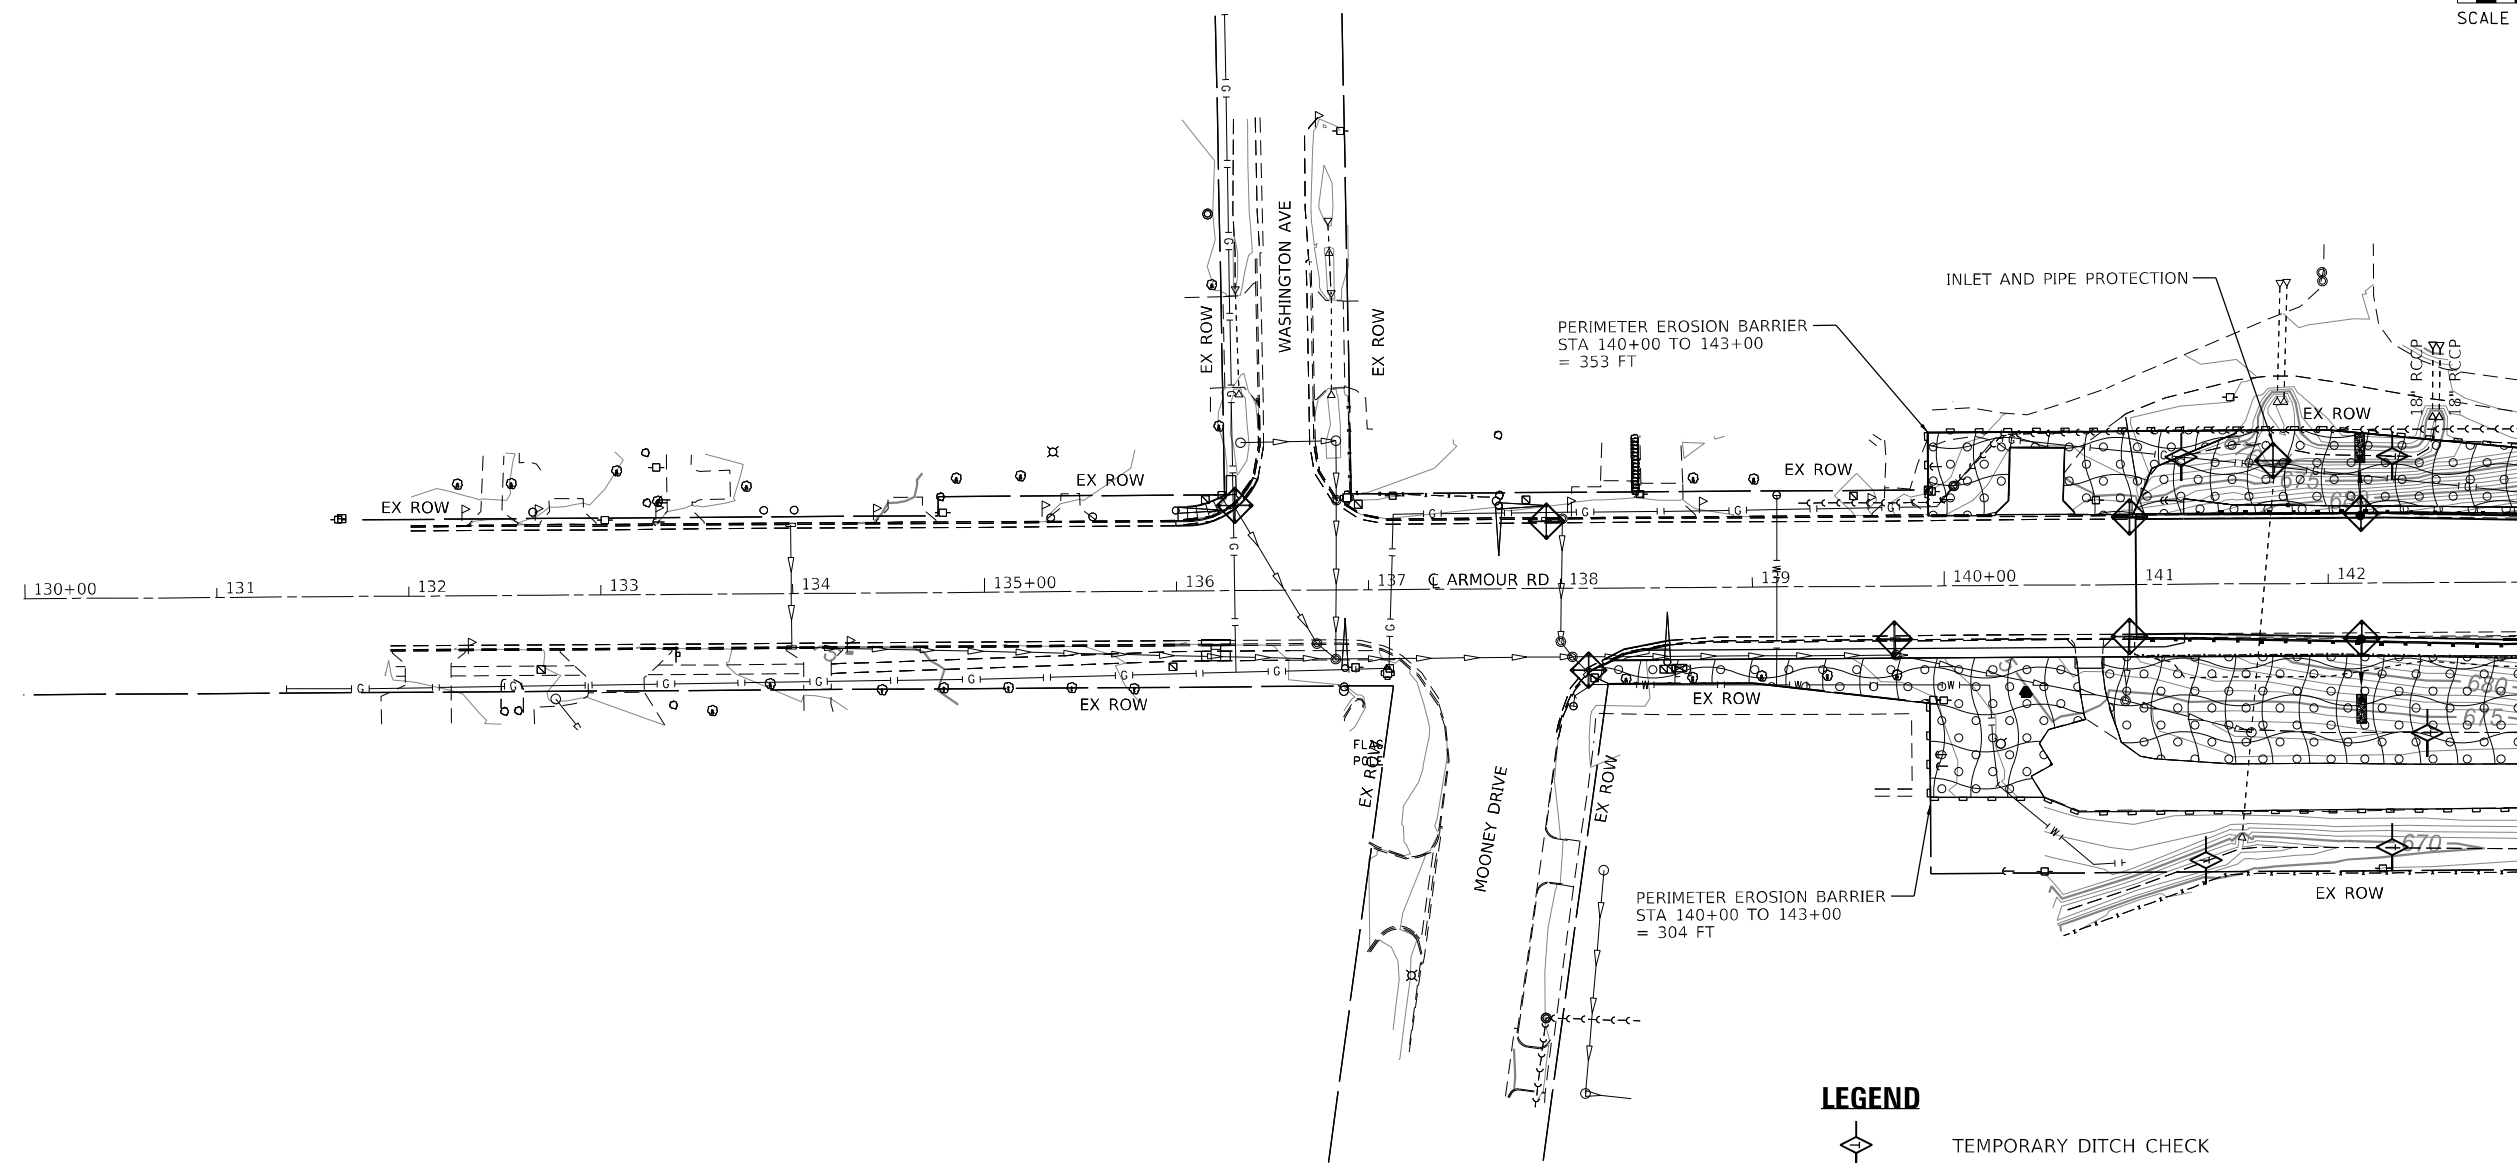 SCALE
WASHINGTON AVE
EX ROW
EX ROW
INLET AND PIPE PROTECTION
PERIMETER EROSION BARRIER
STA 140+00 TO 143+00
= 353 FT
18" RCCP
18" RCCP
EX ROW
EX ROW
EX ROW
EX ROW
675
680
G
G
G
G
G
G
G
130+00
131
132
133
134
135+00
136
137
℄ ARMOUR RD
138
139
140+00
141
142
G
G
G
G
G
G
G
G
G
W
W
W
EX ROW
EX ROW
680
675
FLAG
POLE
EX ROW
MOONEY DRIVE
EX ROW
W
670
PERIMETER EROSION BARRIER
STA 140+00 TO 143+00
= 304 FT
EX ROW
LEGEND
TEMPORARY DITCH CHECK